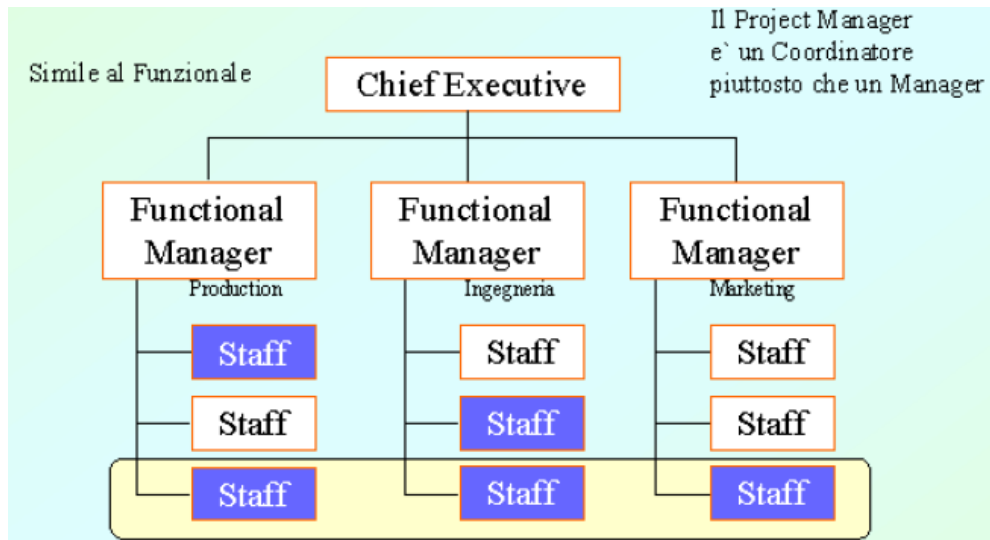 Simile al Funzionale
Il Project Manager
e` un Coordinatore
piuttosto che un Manager
Chief Executive
Functional
Manager
Production
Functional
Manager
Ingegneria
Functional
Manager
Marketing
Staff
Staff
Staff
Staff
Staff
Staff
Staff
Staff
Staff